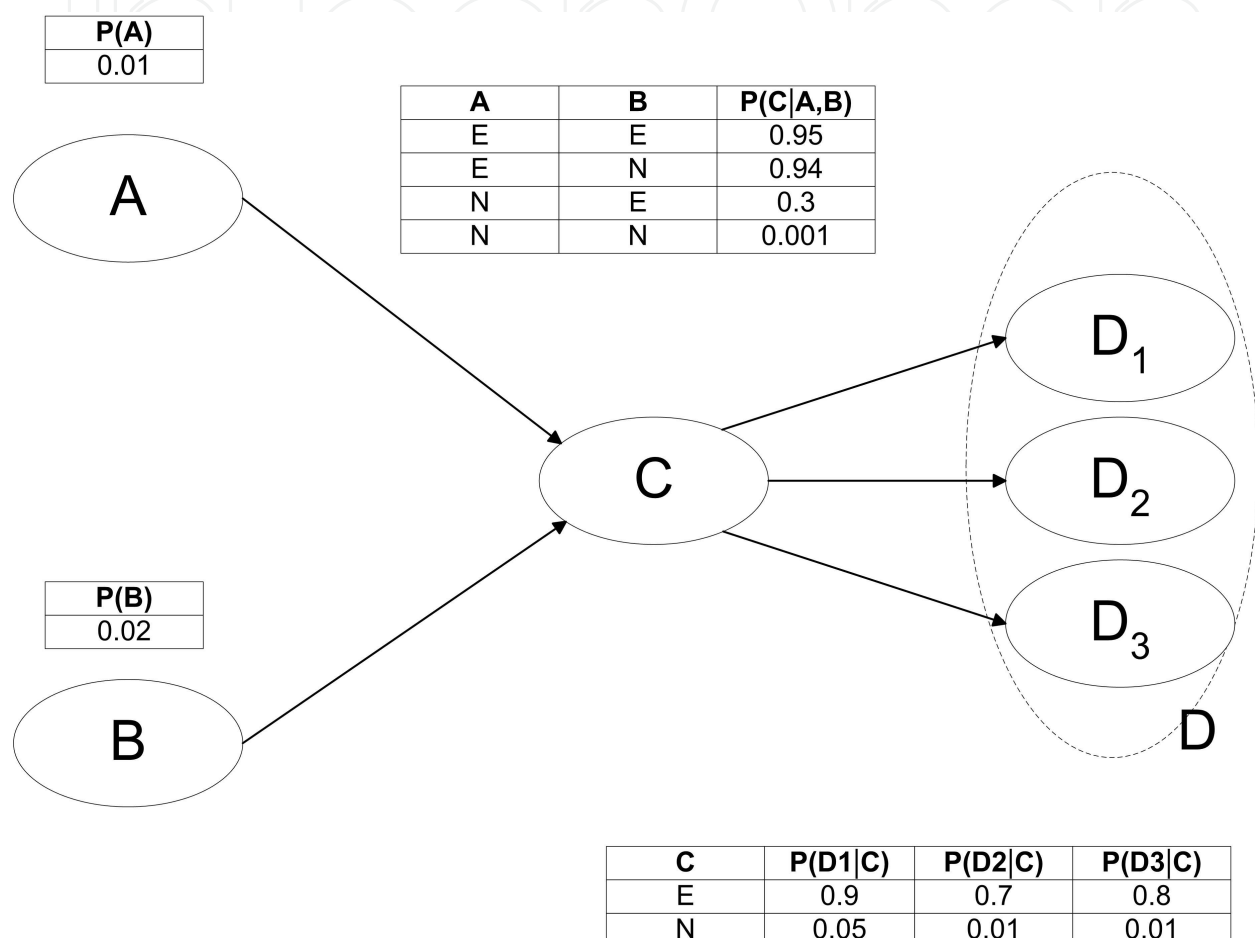 P(A)
0.01
A B P(C|A,B)
E E 0.95
E N 0.94
N E 0.3
N N 0.001
A
D1
C
D2
D3
P(B)
0.02
B
D
C P(D1|C) P(D2|C) P(D3|C)
E 0.9 0.7 0.8
N 0.05 0.01 0.01